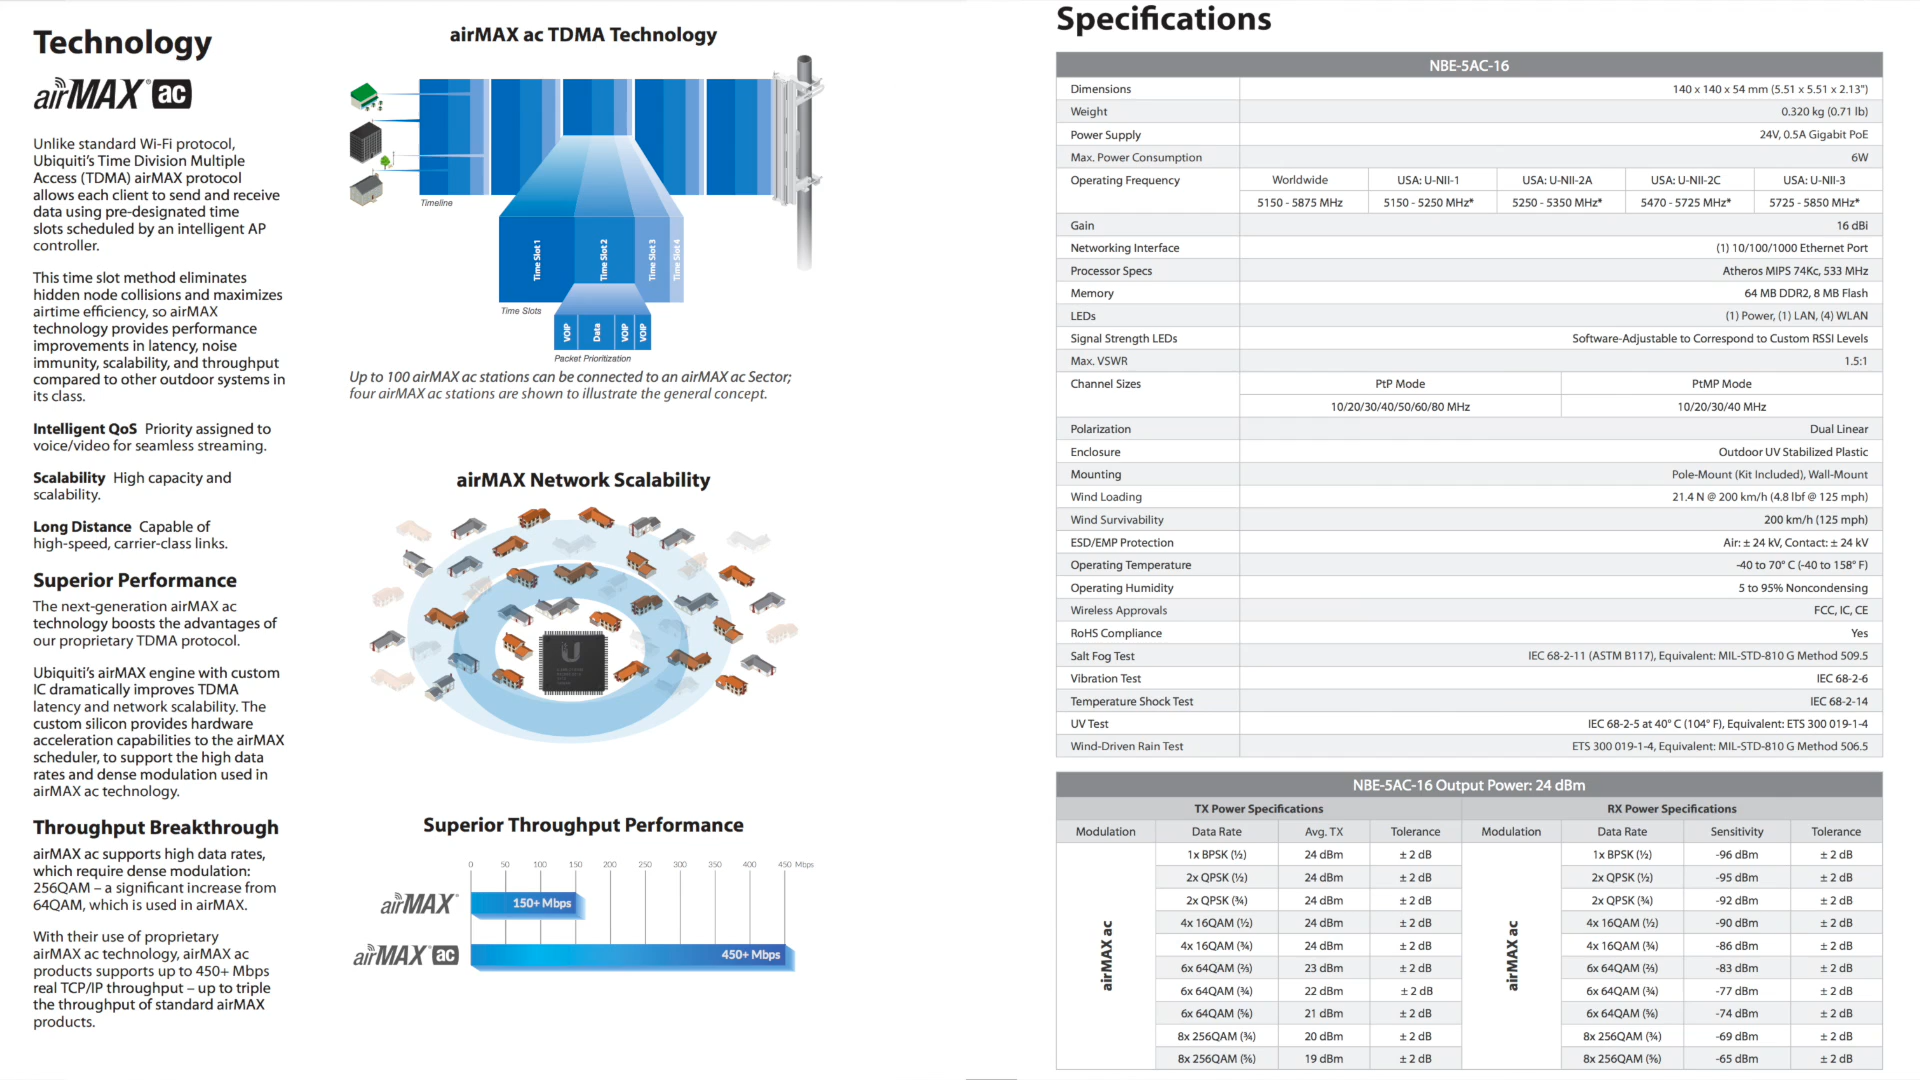 Technology
airMAX® ac
Unlike standard Wi-Fi protocol,
Ubiquiti's Time Division Multiple
Access (TDMA) airMAX protocol
allows each client to send and receive
data using pre-designated time
slots scheduled by an intelligent AP
controller.
This time slot method eliminates
hidden node collisions and maximizes
airtime efficiency, so airMAX
technology provides performance
improvements in latency, noise
immunity, scalability, and throughput
compared to other outdoor systems in
its class.
Intelligent QoS Priority assigned to
voice/video for seamless streaming.
Scalability High capacity and
scalability.
Long Distance Capable of
high-speed, carrier-class links.
Superior Performance
The next-generation airMAX ac
technology boosts the advantages of
our proprietary TDMA protocol.
Ubiquiti's airMAX engine with custom
IC dramatically improves TDMA
latency and network scalability. The
custom silicon provides hardware
acceleration capabilities to the airMAX
scheduler, to support the high data
rates and dense modulation used in
airMAX ac technology.
Throughput Breakthrough
airMAX ac supports high data rates,
which require dense modulation:
256QAM – a significant increase from
64QAM, which is used in airMAX.
With their use of proprietary
airMAX ac technology, airMAX ac
products supports up to 450+ Mbps
real TCP/IP throughput – up to triple
the throughput of standard airMAX
products.
airMAX ac TDMA Technology
Timeline
Time Slot 1 Time Slot 2 Time Slot 3 Time Slot 4
Time Slots
VOIP Data VOIP VOIP
Packet Prioritization
Up to 100 airMAX ac stations can be connected to an airMAX ac Sector;
four airMAX ac stations are shown to illustrate the general concept.
airMAX Network Scalability
U
Superior Throughput Performance
0 50 100 150 200 250 300 350 400 450 Mbps
airMAX® 150+ Mbps
airMAX® ac 450+ Mbps
Specifications
NBE-5AC-16
Dimensions 140 x 140 x 54 mm (5.51 x 5.51 x 2.13")
Weight 0.320 kg (0.71 lb)
Power Supply 24V, 0.5A Gigabit PoE
Max. Power Consumption 6W
Operating Frequency Worldwide USA: U-NII-1 USA: U-NII-2A USA: U-NII-2C USA: U-NII-3
5150 - 5875 MHz 5150 - 5250 MHz* 5250 - 5350 MHz* 5470 - 5725 MHz* 5725 - 5850 MHz*
Gain 16 dBi
Networking Interface (1) 10/100/1000 Ethernet Port
Processor Specs Atheros MIPS 74Kc, 533 MHz
Memory 64 MB DDR2, 8 MB Flash
LEDs (1) Power, (1) LAN, (4) WLAN
Signal Strength LEDs Software-Adjustable to Correspond to Custom RSSI Levels
Max. VSWR 1.5:1
Channel Sizes PtP Mode PtMP Mode
10/20/30/40/50/60/80 MHz 10/20/30/40 MHz
Polarization Dual Linear
Enclosure Outdoor UV Stabilized Plastic
Mounting Pole-Mount (Kit Included), Wall-Mount
Wind Loading 21.4 N @ 200 km/h (4.8 lbf @ 125 mph)
Wind Survivability 200 km/h (125 mph)
ESD/EMP Protection Air: ± 24 kV, Contact: ± 24 kV
Operating Temperature -40 to 70° C (-40 to 158° F)
Operating Humidity 5 to 95% Noncondensing
Wireless Approvals FCC, IC, CE
RoHS Compliance Yes
Salt Fog Test IEC 68-2-11 (ASTM B117), Equivalent: MIL-STD-810 G Method 509.5
Vibration Test IEC 68-2-6
Temperature Shock Test IEC 68-2-14
UV Test IEC 68-2-5 at 40° C (104° F), Equivalent: ETS 300 019-1-4
Wind-Driven Rain Test ETS 300 019-1-4, Equivalent: MIL-STD-810 G Method 506.5
NBE-5AC-16 Output Power: 24 dBm
TX Power Specifications RX Power Specifications
Modulation Data Rate Avg. TX Tolerance Modulation Data Rate Sensitivity Tolerance
airMAX ac airMAX ac
1x BPSK (½) 24 dBm ± 2 dB 1x BPSK (½) -96 dBm ± 2 dB
2x QPSK (½) 24 dBm ± 2 dB 2x QPSK (½) -95 dBm ± 2 dB
2x QPSK (¾) 24 dBm ± 2 dB 2x QPSK (¾) -92 dBm ± 2 dB
4x 16QAM (½) 24 dBm ± 2 dB 4x 16QAM (½) -90 dBm ± 2 dB
4x 16QAM (¾) 24 dBm ± 2 dB 4x 16QAM (¾) -86 dBm ± 2 dB
6x 64QAM (⅔) 23 dBm ± 2 dB 6x 64QAM (⅔) -83 dBm ± 2 dB
6x 64QAM (¾) 22 dBm ± 2 dB 6x 64QAM (¾) -77 dBm ± 2 dB
6x 64QAM (⅚) 21 dBm ± 2 dB 6x 64QAM (⅚) -74 dBm ± 2 dB
8x 256QAM (¾) 20 dBm ± 2 dB 8x 256QAM (¾) -69 dBm ± 2 dB
8x 256QAM (⅚) 19 dBm ± 2 dB 8x 256QAM (⅚) -65 dBm ± 2 dB